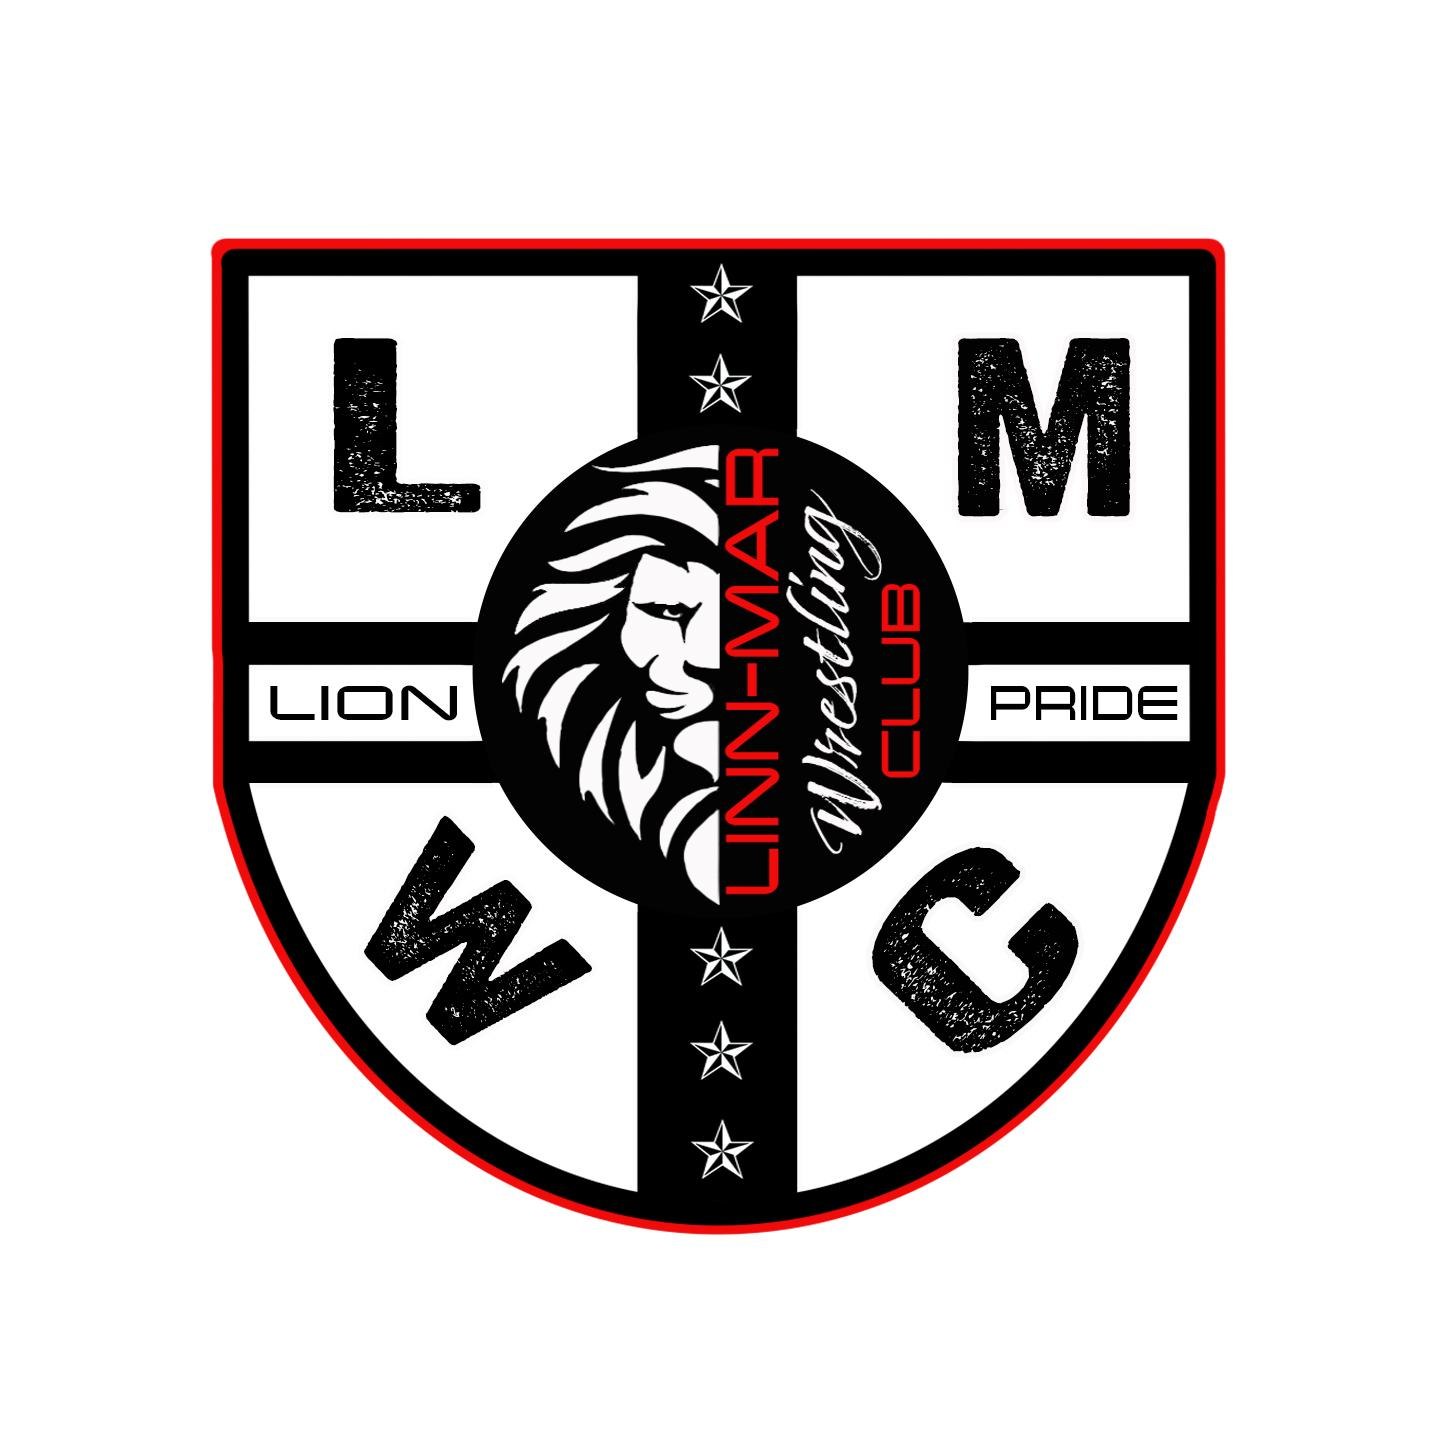 L
M
LINN-MAR
Wrestling
CLUB
LION
PRIDE
W
C